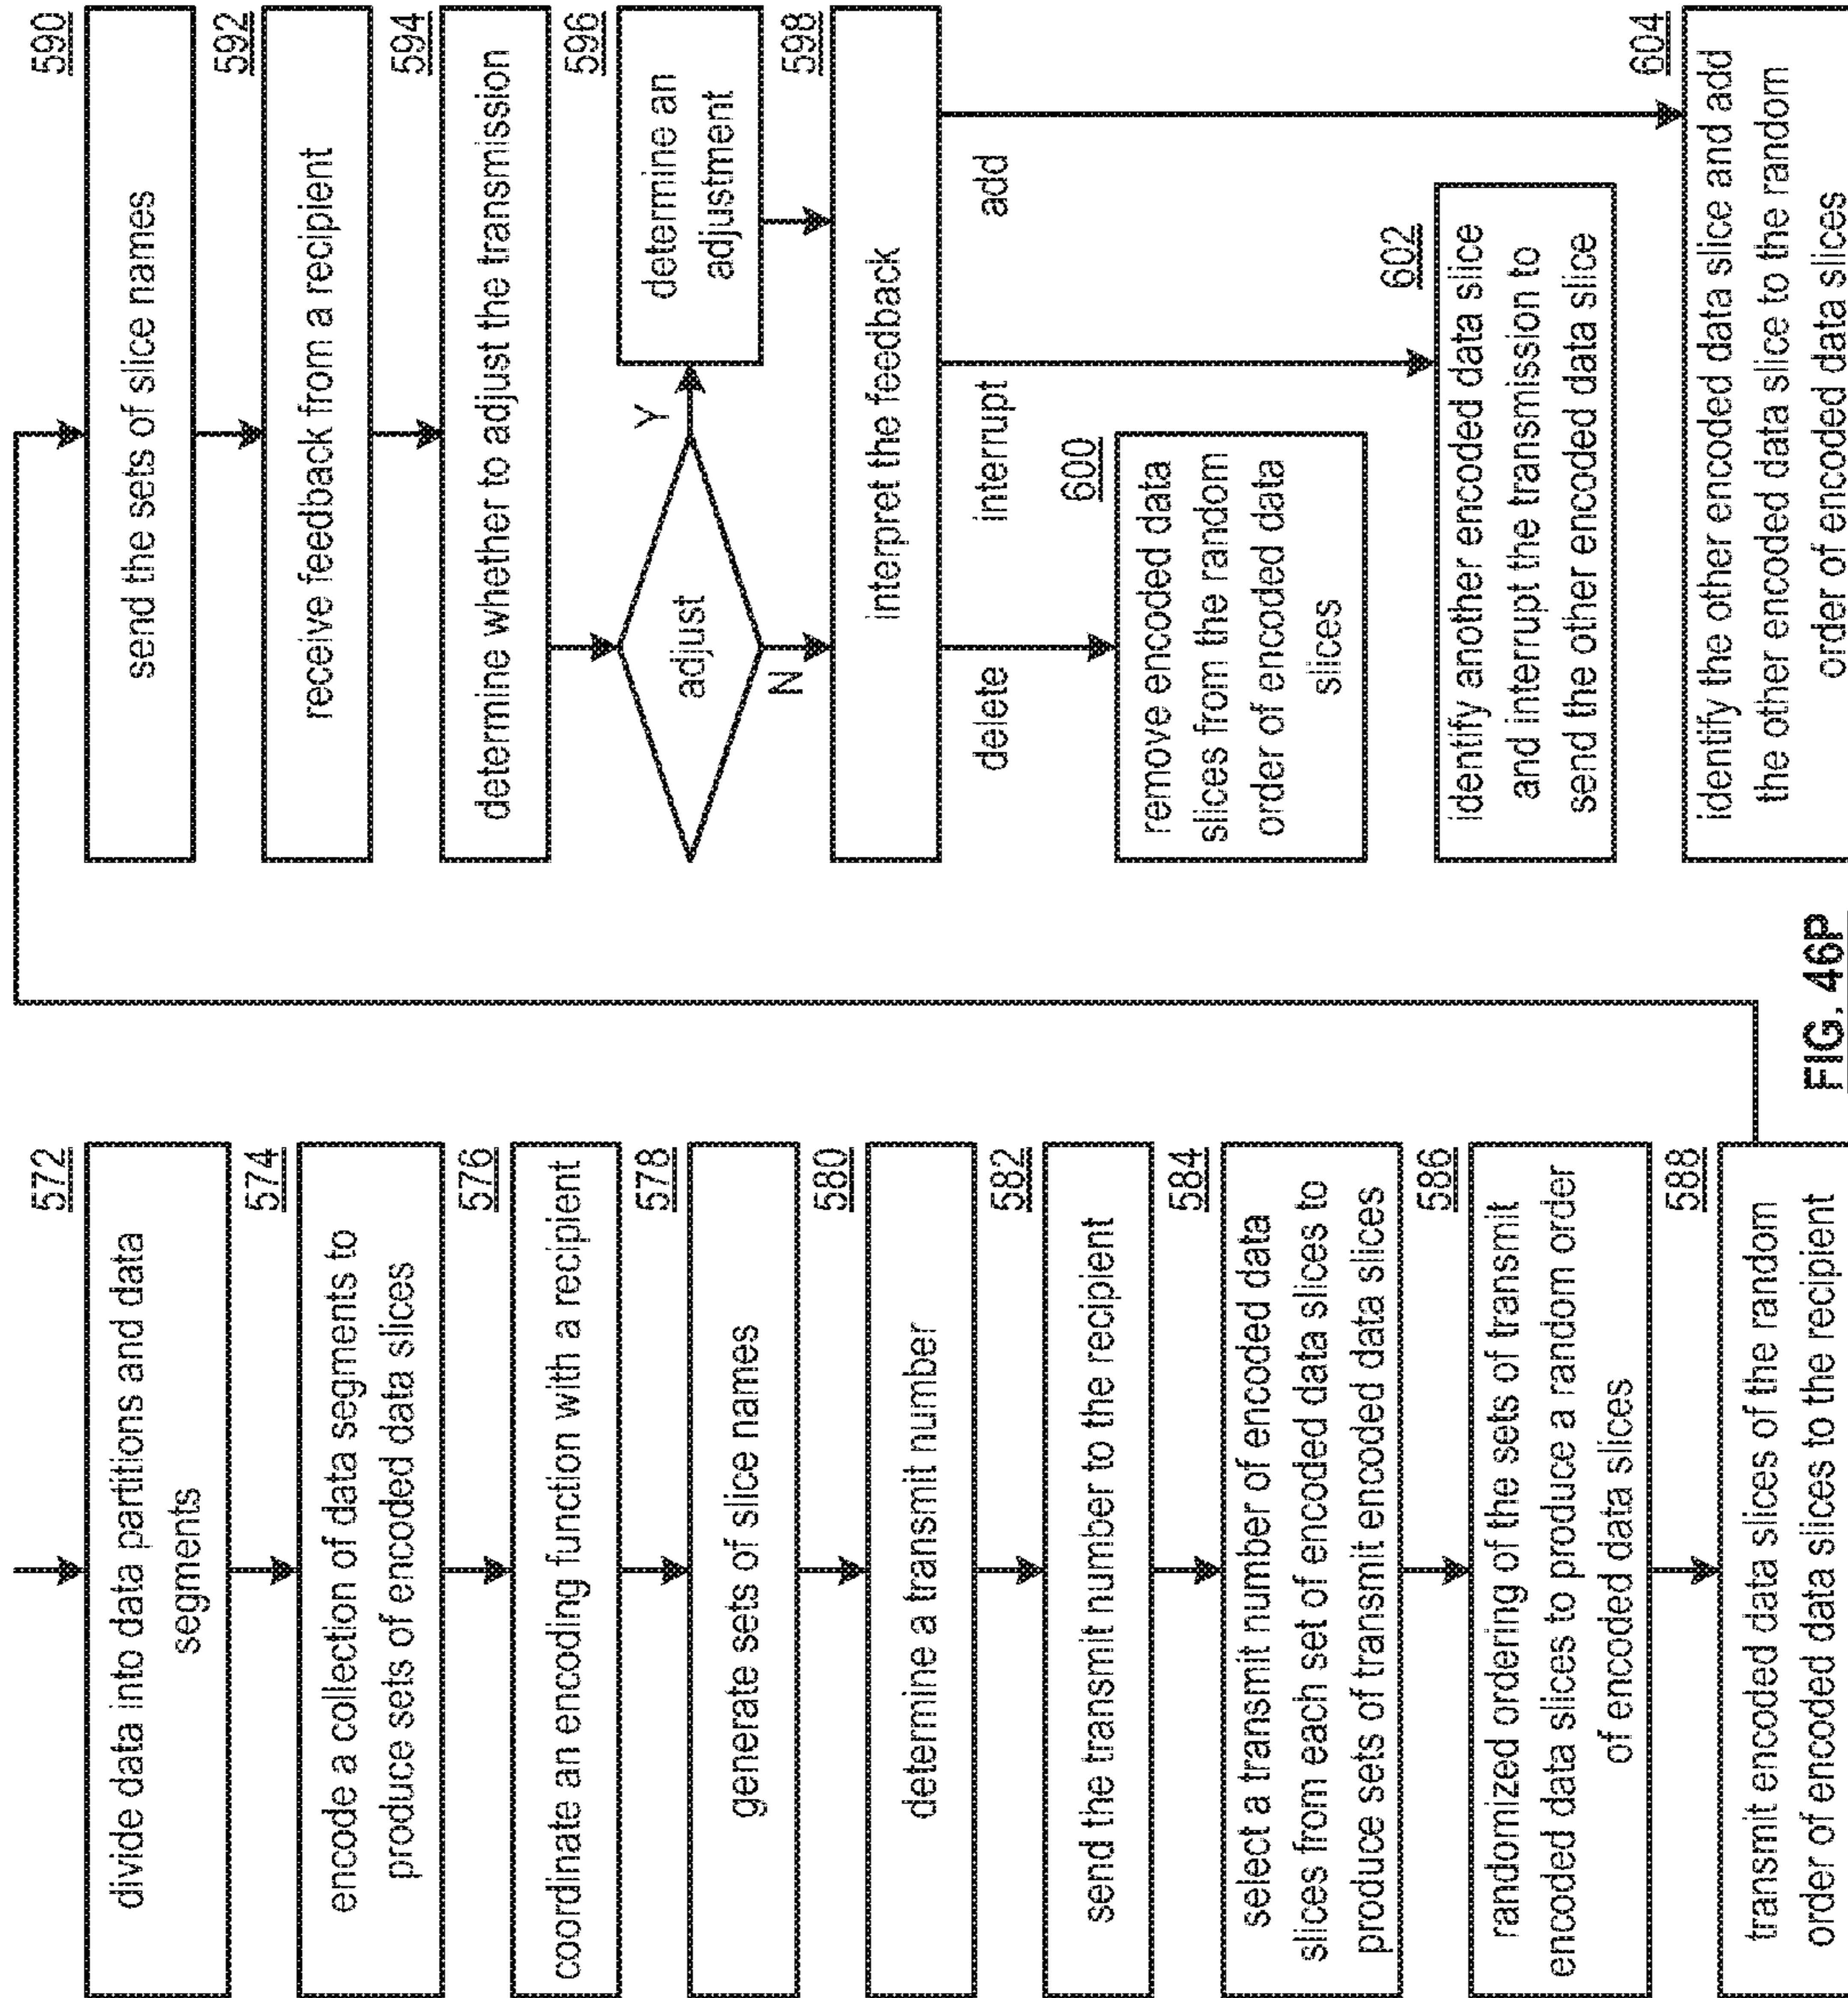 572
divide data into data partitions and data
segments
574
encode a collection of data segments to
produce sets of encoded data slices
576
coordinate an encoding function with a recipient
578
generate sets of slice names
580
determine a transmit number
582
send the transmit number to the recipient
584
select a transmit number of encoded data
slices from each set of encoded data slices to
produce sets of transmit encoded data slices
586
randomized ordering of the sets of transmit
encoded data slices to produce a random order
of encoded data slices
588
transmit encoded data slices of the random
order of encoded data slices to the recipient
590
send the sets of slice names
592
receive feedback from a recipient
594
determine whether to adjust the transmission
596
adjust
Y
N
determine an
adjustment
598
interpret the feedback
delete
interrupt
add
600
remove encoded data
slices from the random
order of encoded data
slices
602
identify another encoded data slice
and interrupt the transmission to
send the other encoded data slice
604
identify the other encoded data slice and add
the other encoded data slice to the random
order of encoded data slices
FIG. 46P